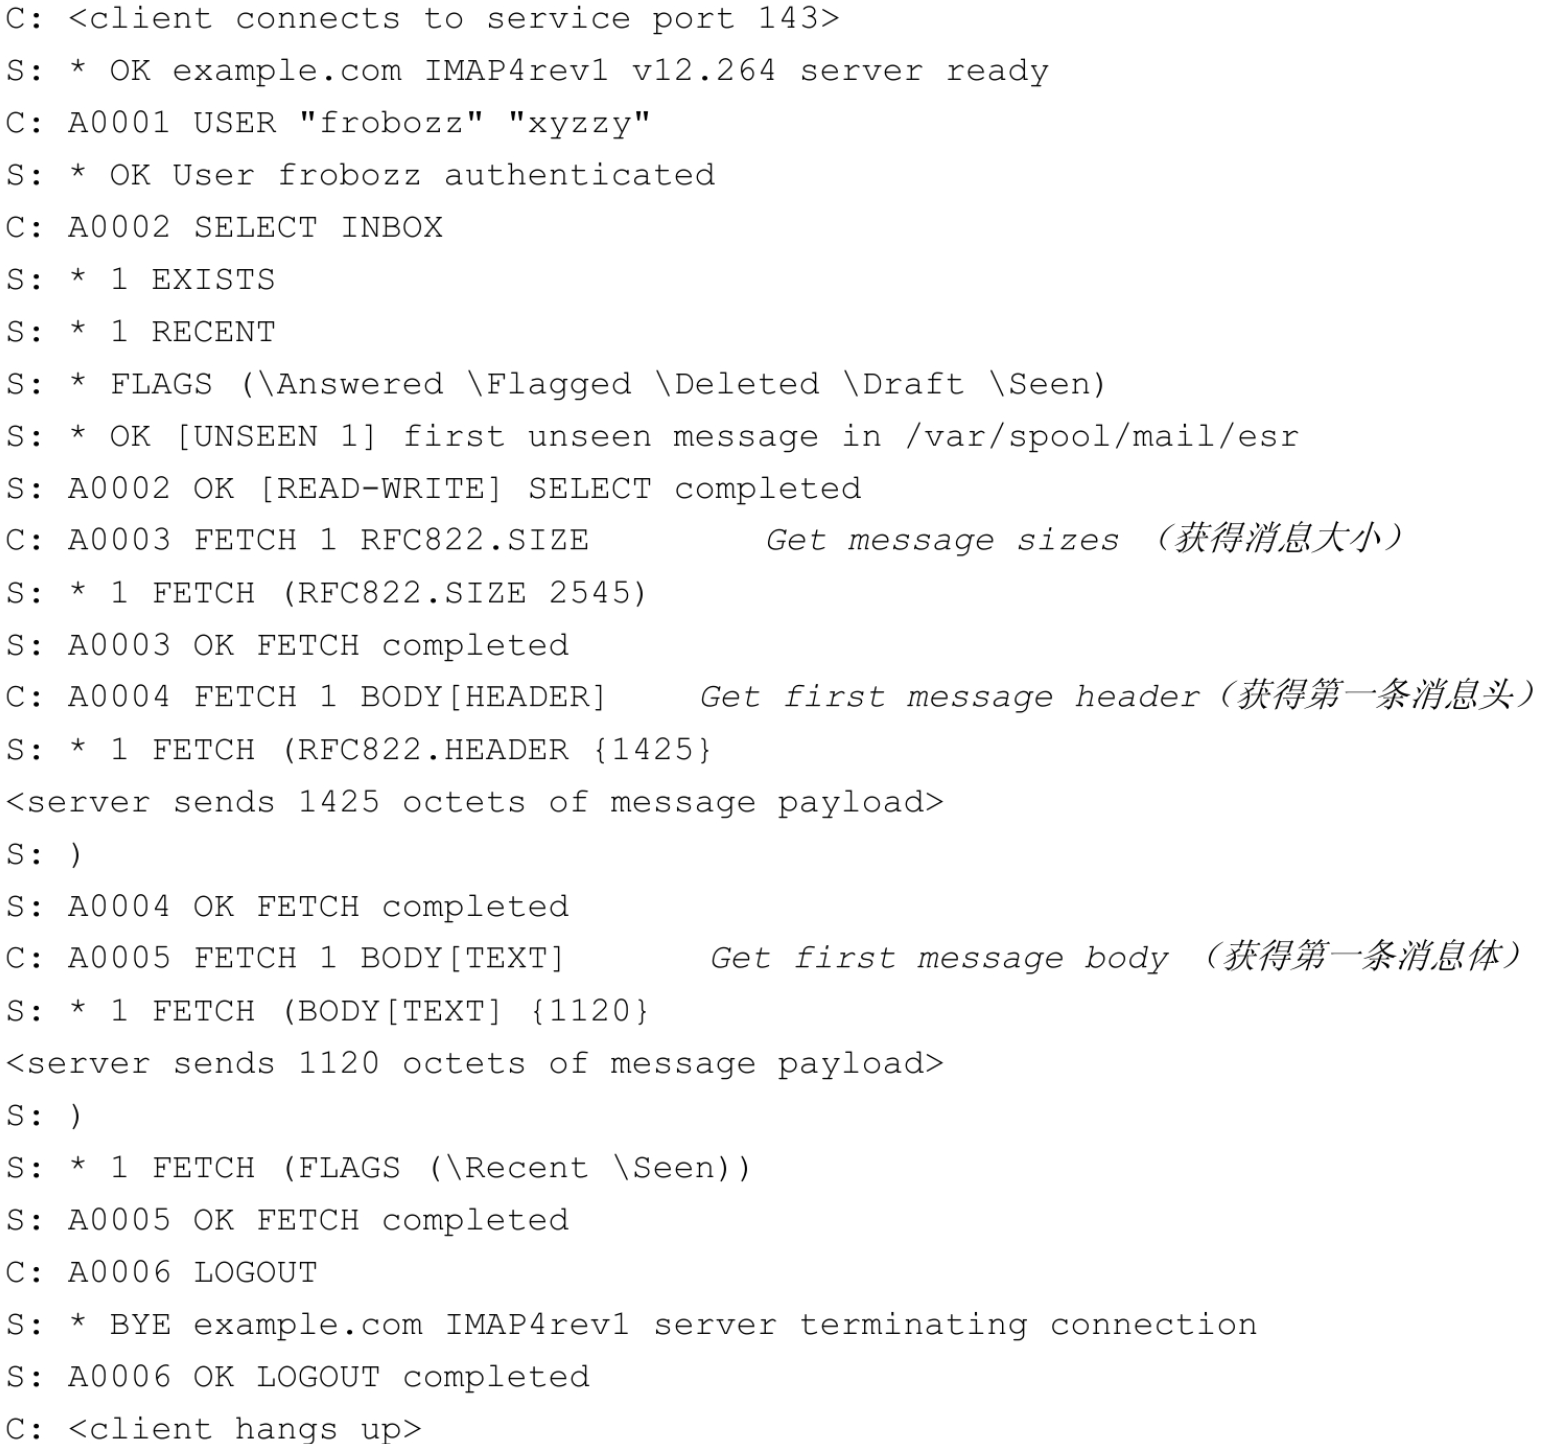 C: <client connects to service port 143>
S: * OK example.com IMAP4rev1 v12.264 server ready
C: A0001 USER "frobozz" "xyzzy"
S: * OK User frobozz authenticated
C: A0002 SELECT INBOX
S: * 1 EXISTS
S: * 1 RECENT
S: * FLAGS (\Answered \Flagged \Deleted \Draft \Seen)
S: * OK [UNSEEN 1] first unseen message in /var/spool/mail/esr
S: A0002 OK [READ-WRITE] SELECT completed
C: A0003 FETCH 1 RFC822.SIZE Get message sizes （获得消息大小）
S: * 1 FETCH (RFC822.SIZE 2545)
S: A0003 OK FETCH completed
C: A0004 FETCH 1 BODY[HEADER] Get first message header（获得第一条消息头）
S: * 1 FETCH (RFC822.HEADER {1425}
<server sends 1425 octets of message payload>
S: )
S: A0004 OK FETCH completed
C: A0005 FETCH 1 BODY[TEXT] Get first message body （获得第一条消息体）
S: * 1 FETCH (BODY[TEXT] {1120}
<server sends 1120 octets of message payload>
S: )
S: * 1 FETCH (FLAGS (\Recent \Seen))
S: A0005 OK FETCH completed
C: A0006 LOGOUT
S: * BYE example.com IMAP4rev1 server terminating connection
S: A0006 OK LOGOUT completed
C: <client hangs up>